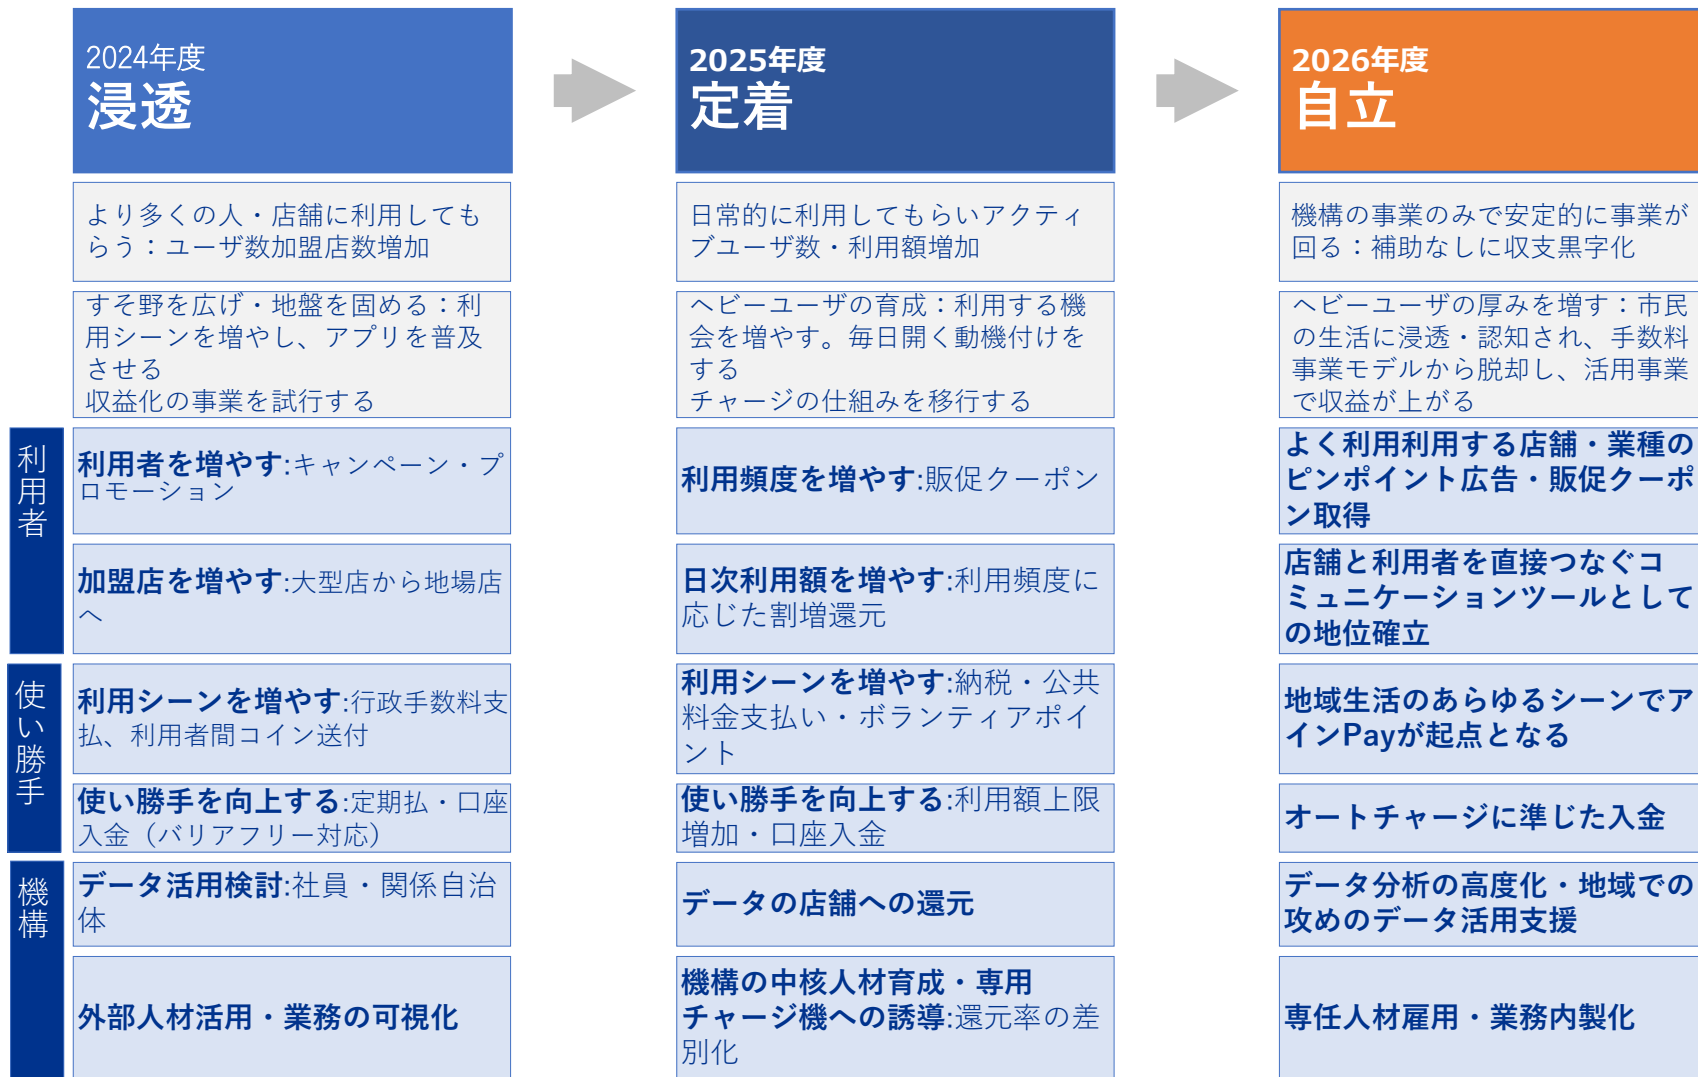 2024年度
浸透
2025年度
定着
2026年度
自立
より多くの人・店舗に利用しても
らう：ユーザ数加盟店数増加
日常的に利用してもらいアクティ
ブユーザ数・利用額増加
機構の事業のみで安定的に事業が
回る：補助なしに収支黒字化
すそ野を広げ・地盤を固める：利
用シーンを増やし、アプリを普及
させる
収益化の事業を試行する
ヘビーユーザの育成：利用する機
会を増やす。毎日開く動機付けを
する
チャージの仕組みを移行する
ヘビーユーザの厚みを増す：市民
の生活に浸透・認知され、手数料
事業モデルから脱却し、活用事業
で収益が上がる
利用者
利用者を増やす:キャンペーン・プ
ロモーション
利用頻度を増やす:販促クーポン
よく利用利用する店舗・業種の
ピンポイント広告・販促クーポ
ン取得
加盟店を増やす:大型店から地場店
へ
日次利用額を増やす:利用頻度に
応じた割増還元
店舗と利用者を直接つなぐコ
ミュニケーションツールとして
の地位確立
使い勝手
利用シーンを増やす:行政手数料支
払、利用者間コイン送付
利用シーンを増やす:納税・公共
料金支払い・ボランティアポイ
ント
地域生活のあらゆるシーンでア
インPayが起点となる
使い勝手を向上する:定期払・口座
入金（バリアフリー対応）
使い勝手を向上する:利用額上限
増加・口座入金
オートチャージに準じた入金
機構
データ活用検討:社員・関係自治
体
データの店舗への還元
データ分析の高度化・地域での
攻めのデータ活用支援
外部人材活用・業務の可視化
機構の中核人材育成・専用
チャージ機への誘導:還元率の差
別化
専任人材雇用・業務内製化